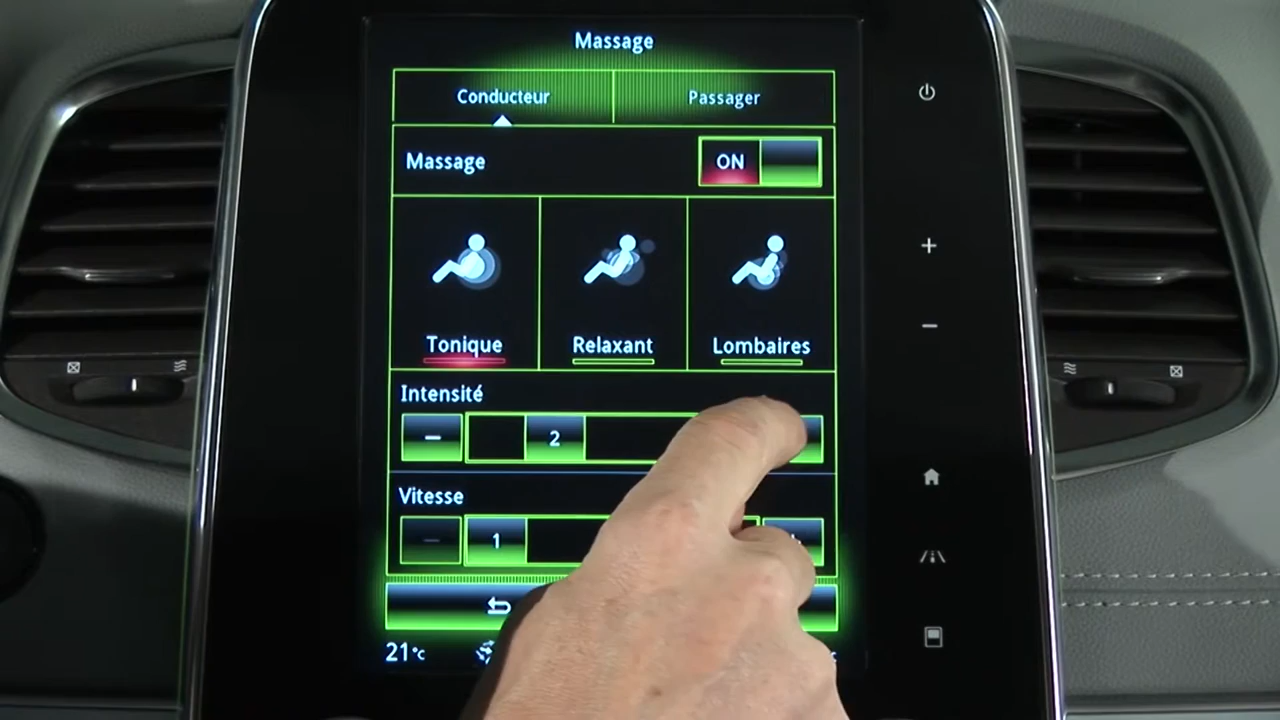 Massage
Conducteur Passager
Massage ON
Tonique Relaxant Lombaires
Intensité
− 2
Vitesse
− 1
21°c